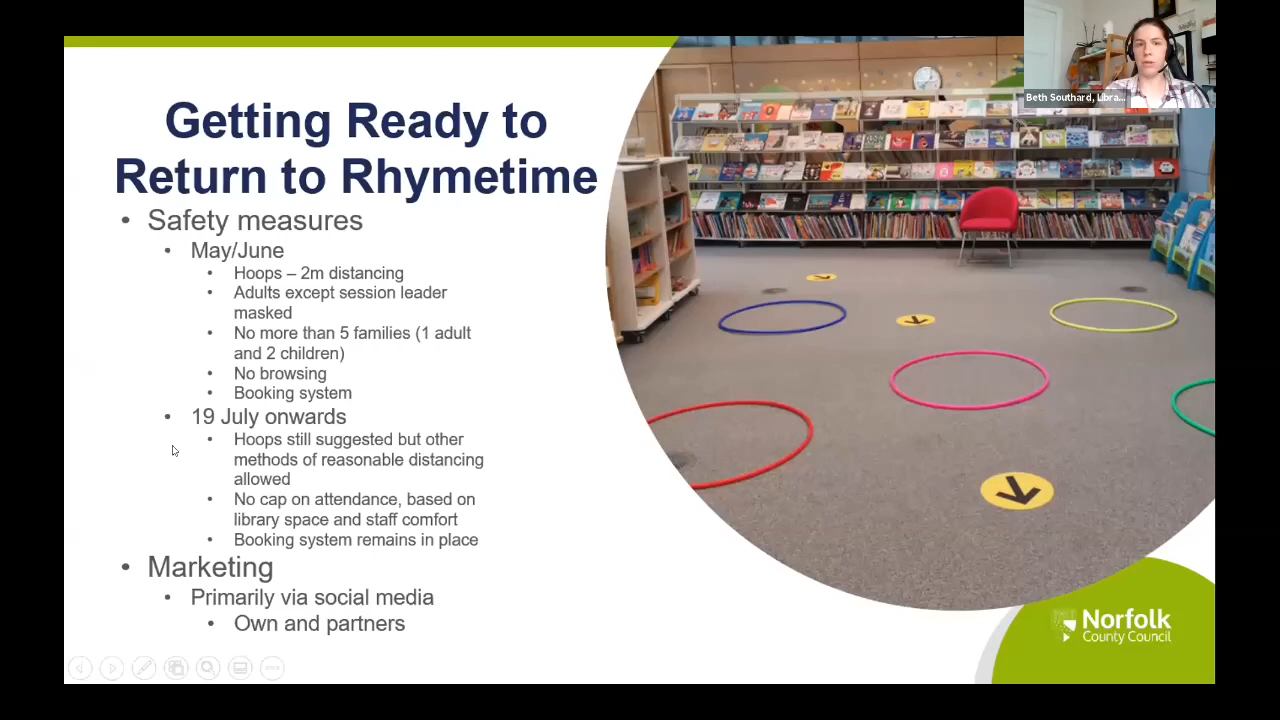 Getting Ready to
Return to Rhymetime
• Safety measures
• May/June
• Hoops – 2m distancing
• Adults except session leader
masked
• No more than 5 families (1 adult
and 2 children)
• No browsing
• Booking system
• 19 July onwards
• Hoops still suggested but other
methods of reasonable distancing
allowed
• No cap on attendance, based on
library space and staff comfort
• Booking system remains in place
• Marketing
• Primarily via social media
• Own and partners
Beth Southard, Libra...
Norfolk
County Council